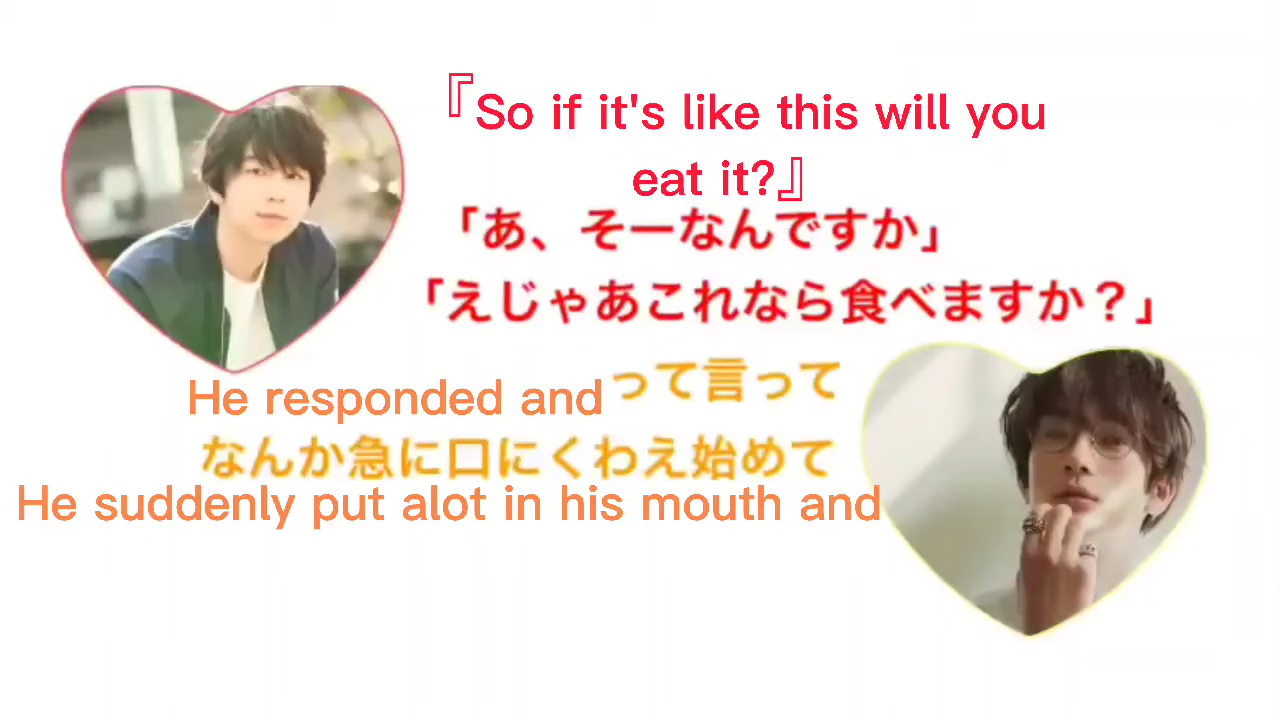 『So if it's like this will you
eat it?』
「あ、そーなんですか」
「えじゃあこれなら食べますか？」
He responded and って言って
なんか急に口にくわえ始めて
He suddenly put alot in his mouth and